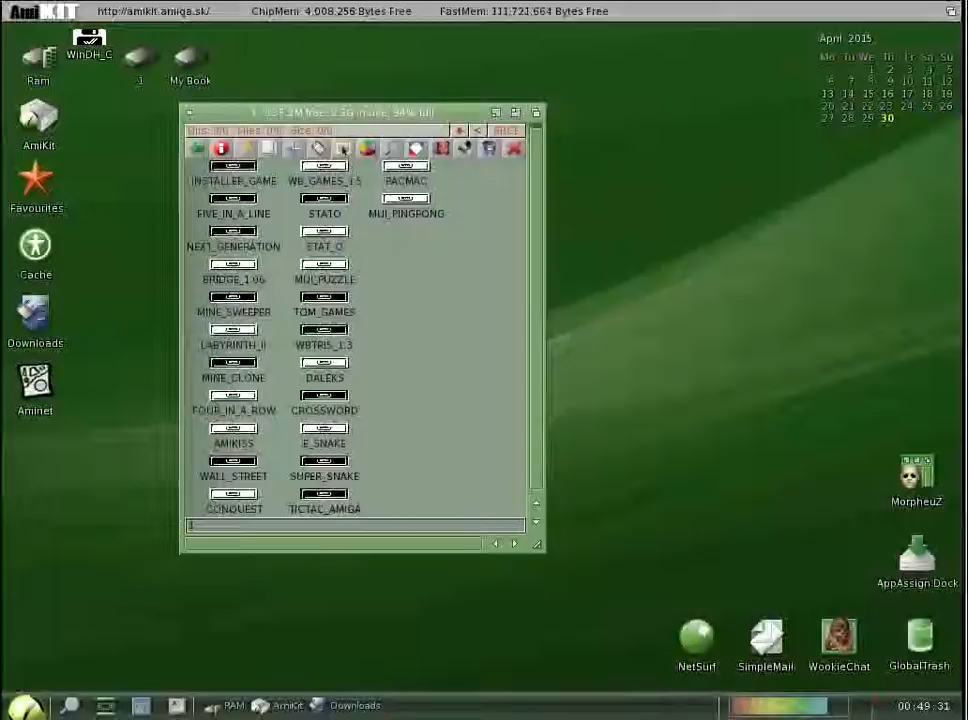 AmiKIT http://amikit.amiga.sk/ ChipMem: 4,008,256 Bytes Free FastMem: 111,721,664 Bytes Free
WinDH_C
Ram
1
My Book
April 2015
Mo Tu We Th Fr Sa Su
1 2 3 4 5
6 7 8 9 10 11 12
13 14 15 16 17 18 19
20 21 22 23 24 25 26
27 28 29 30
AmiKit
Favourites
Cache
Downloads
Aminet
INSTALLER_GAME WB_GAMES_1.5 PACMAC
FIVE_IN_A_LINE STATO MUI_PINGPONG
NEXT_GENERATION STAT_O
BRIDGE_1.06 MUI_PUZZLE
MINE_SWEEPER TOM_GAMES
LABYRINTH_II WBTRIS_1.3
MINE_CLONE DALEKS
FOUR_IN_A_ROW CROSSWORD
AMIKISS E_SNAKE
WALL_STREET SUPER_SNAKE
CONQUEST TICTAC_AMIGA
MorpheuZ
AppAssign Dock
NetSurf
SimpleMail
WookieChat
GlobalTrash
RAM AmiKit Downloads
00:49:31